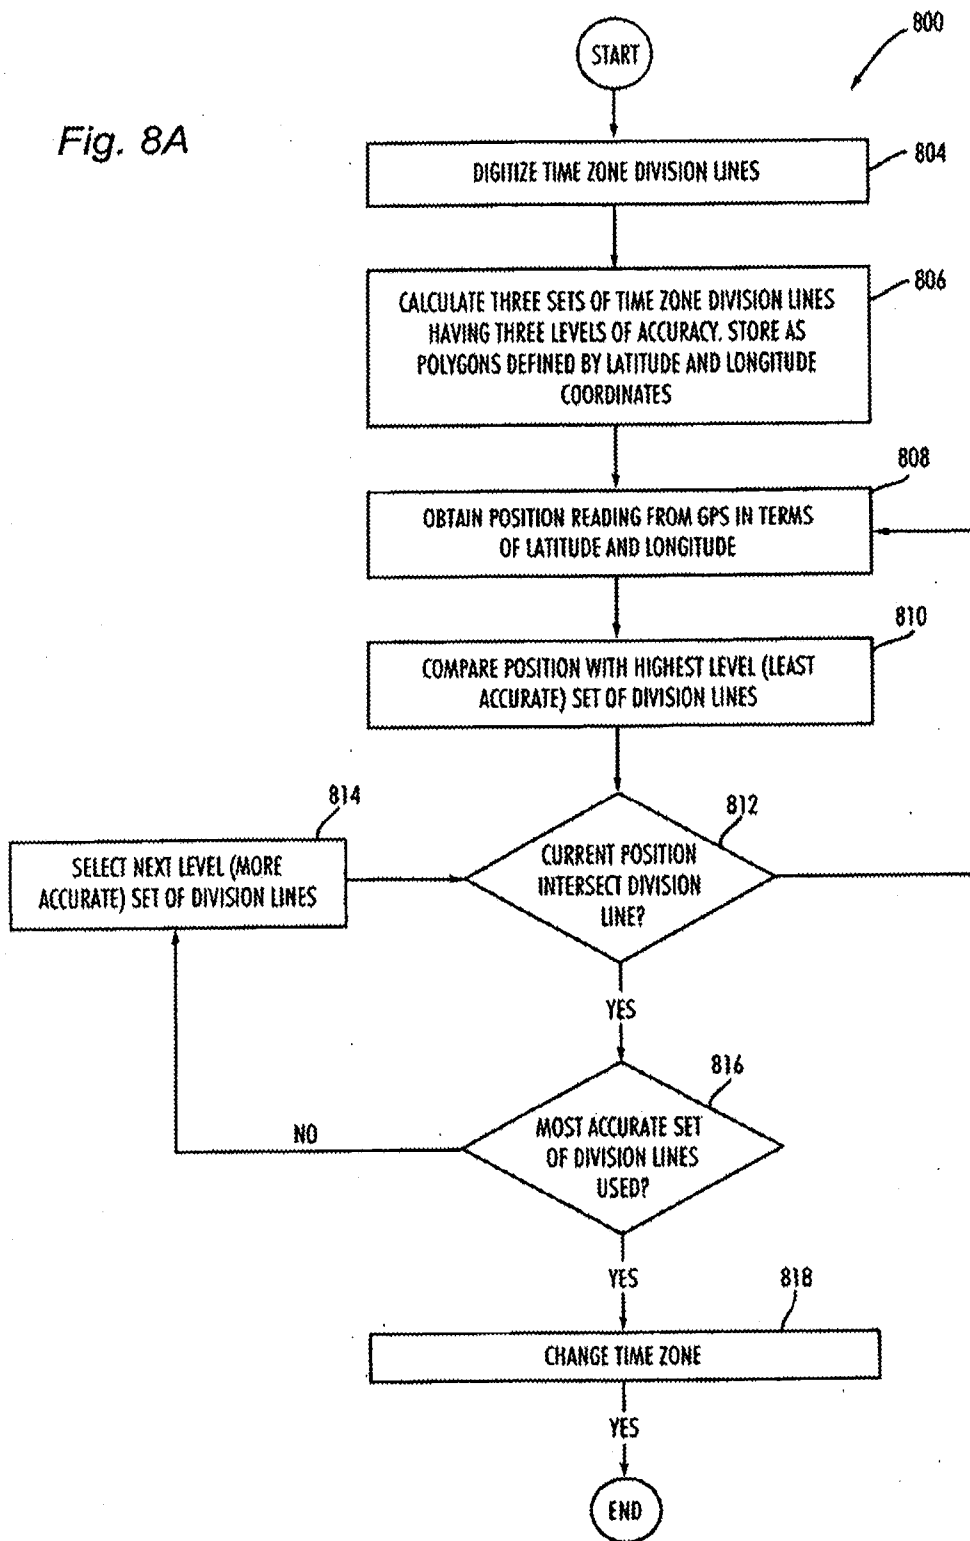 800
START
Fig. 8A
DIGITIZE TIME ZONE DIVISION LINES
804
CALCULATE THREE SETS OF TIME ZONE DIVISION LINES
HAVING THREE LEVELS OF ACCURACY. STORE AS
POLYGONS DEFINED BY LATITUDE AND LONGITUDE
COORDINATES
806
808
OBTAIN POSITION READING FROM GPS IN TERMS
OF LATITUDE AND LONGITUDE
810
COMPARE POSITION WITH HIGHEST LEVEL (LEAST
ACCURATE) SET OF DIVISION LINES
814
SELECT NEXT LEVEL (MORE
ACCURATE) SET OF DIVISION LINES
812
CURRENT POSITION
INTERSECT DIVISION
LINE?
YES
816
MOST ACCURATE SET
OF DIVISION LINES
USED?
NO
YES
818
CHANGE TIME ZONE
YES
END